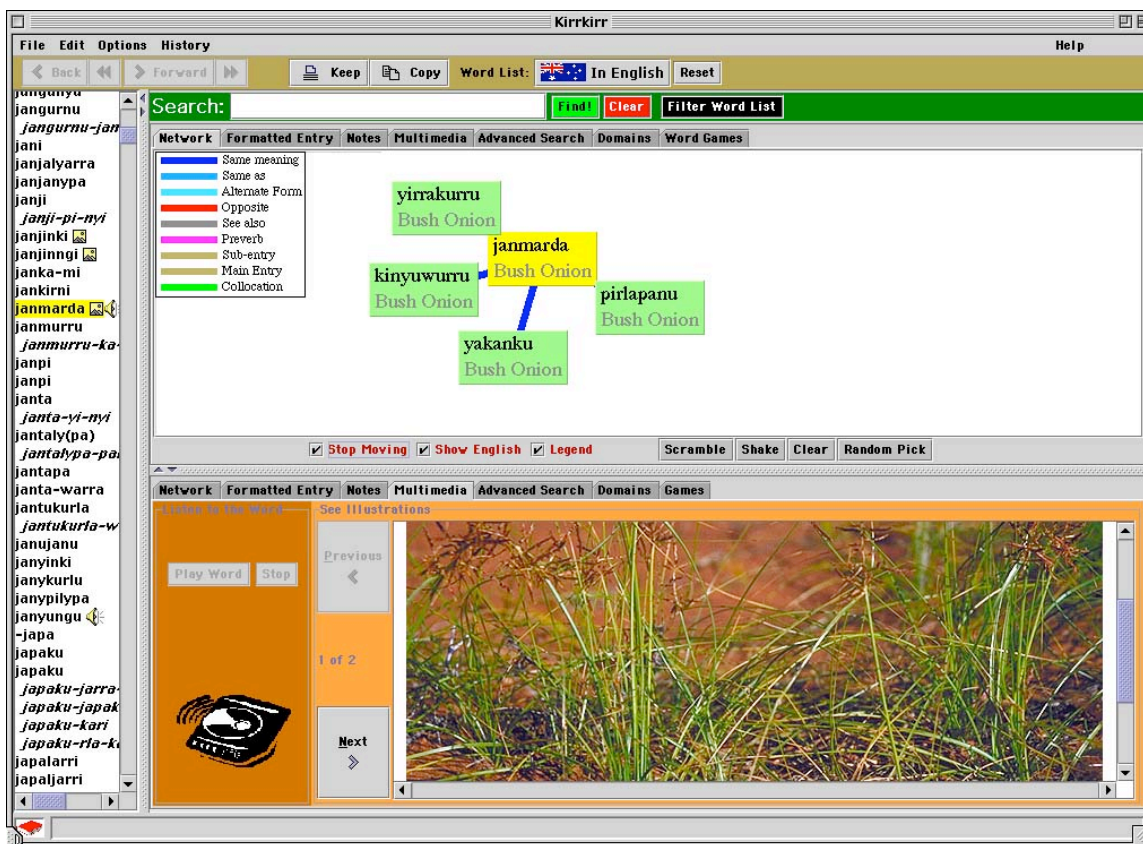 Kirrkirr
File Edit Options History Help
Back Forward Keep Copy Word List: In English Reset
Search: Find! Clear Filter Word List
Network Formatted Entry Notes Multimedia Advanced Search Domains Word Games
jangurnu
jangurnu-jan
jani
janjalyarra
janjanypa
janji
janji-pi-nyi
janjinki
janjinngi
janka-mi
jankirni
janmarda
janmurru
janmurru-ka-
janpi
janpi
janta
janta-yi-nyi
jantaly(pa)
jantalypa-pa
jantapa
janta-warra
jantukurla
jantukurla-w
janujanu
janyinki
janykurlu
janypilypa
janyungu
-japa
japaku
japaku
japaku-jarra-
japaku-japak
japaku-kari
japaku-rla-k
japalarri
japaljarri
Same meaning
Same as
Alternate Form
Opposite
See also
Preverb
Sub-entry
Main Entry
Collocation
yirrakurru
Bush Onion
janmarda
Bush Onion
kinyuwurru
Bush Onion
pirlapanu
Bush Onion
yakanku
Bush Onion
Stop Moving Show English Legend Scramble Shake Clear Random Pick
Network Formatted Entry Notes Multimedia Advanced Search Domains Games
Listen to the Word
Play Word Stop
See Illustrations
Previous
1 of 2
Next